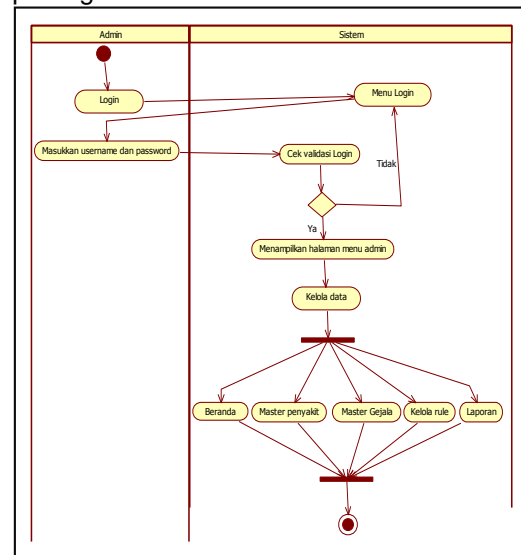 Admin
Sistem
Login
Menu Login
Masukkan username dan password
Cek validasi Login
Tidak
Ya
Menampilkan halaman menu admin
Kelola data
Beranda
Master penyakit
Master Gejala
Kelola rule
Laporan